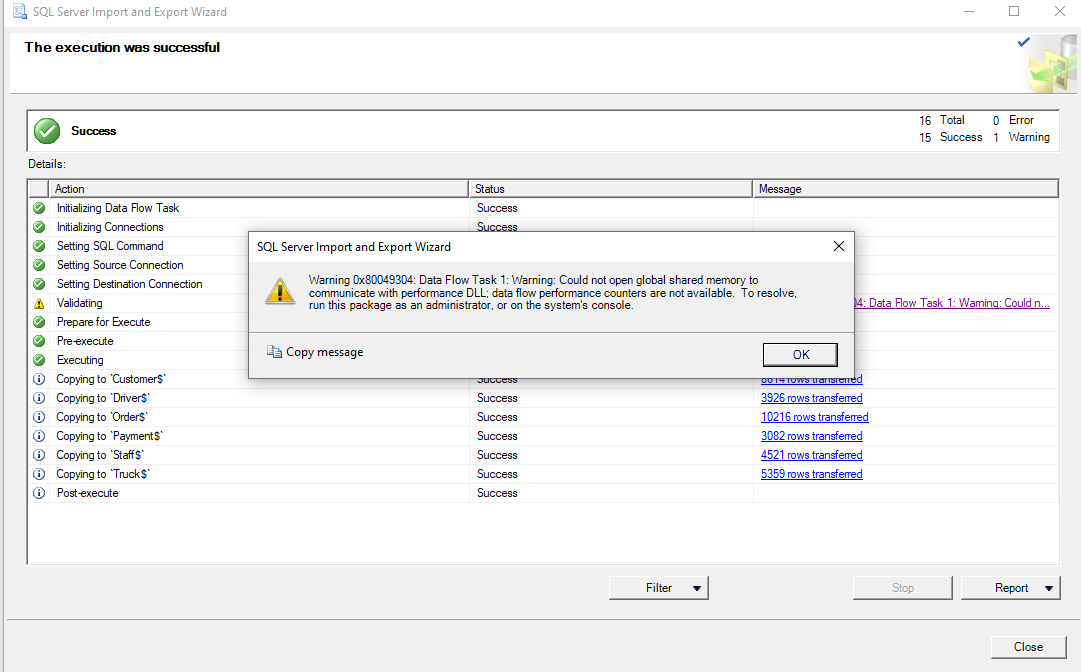 SQL Server Import and Export Wizard
The execution was successful
Success
16 Total 0 Error
15 Success 1 Warning
Details:
Action Status Message
Initializing Data Flow Task Success
Initializing Connections Success
Setting SQL Command
Setting Source Connection
Setting Destination Connection
Validating
04: Data Flow Task 1: Warning: Could n...
Prepare for Execute
Pre-execute
Executing
SQL Server Import and Export Wizard
Warning 0x80049304: Data Flow Task 1: Warning: Could not open global shared memory to
communicate with performance DLL; data flow performance counters are not available. To resolve,
run this package as an administrator, or on the system's console.
Copy message
OK
Copying to `Customer$` Success 8614 rows transferred
Copying to `Driver$` Success 3926 rows transferred
Copying to `Order$` Success 10216 rows transferred
Copying to `Payment$` Success 3082 rows transferred
Copying to `Staff$` Success 4521 rows transferred
Copying to `Truck$` Success 5359 rows transferred
Post-execute Success
Filter
Stop
Report
Close